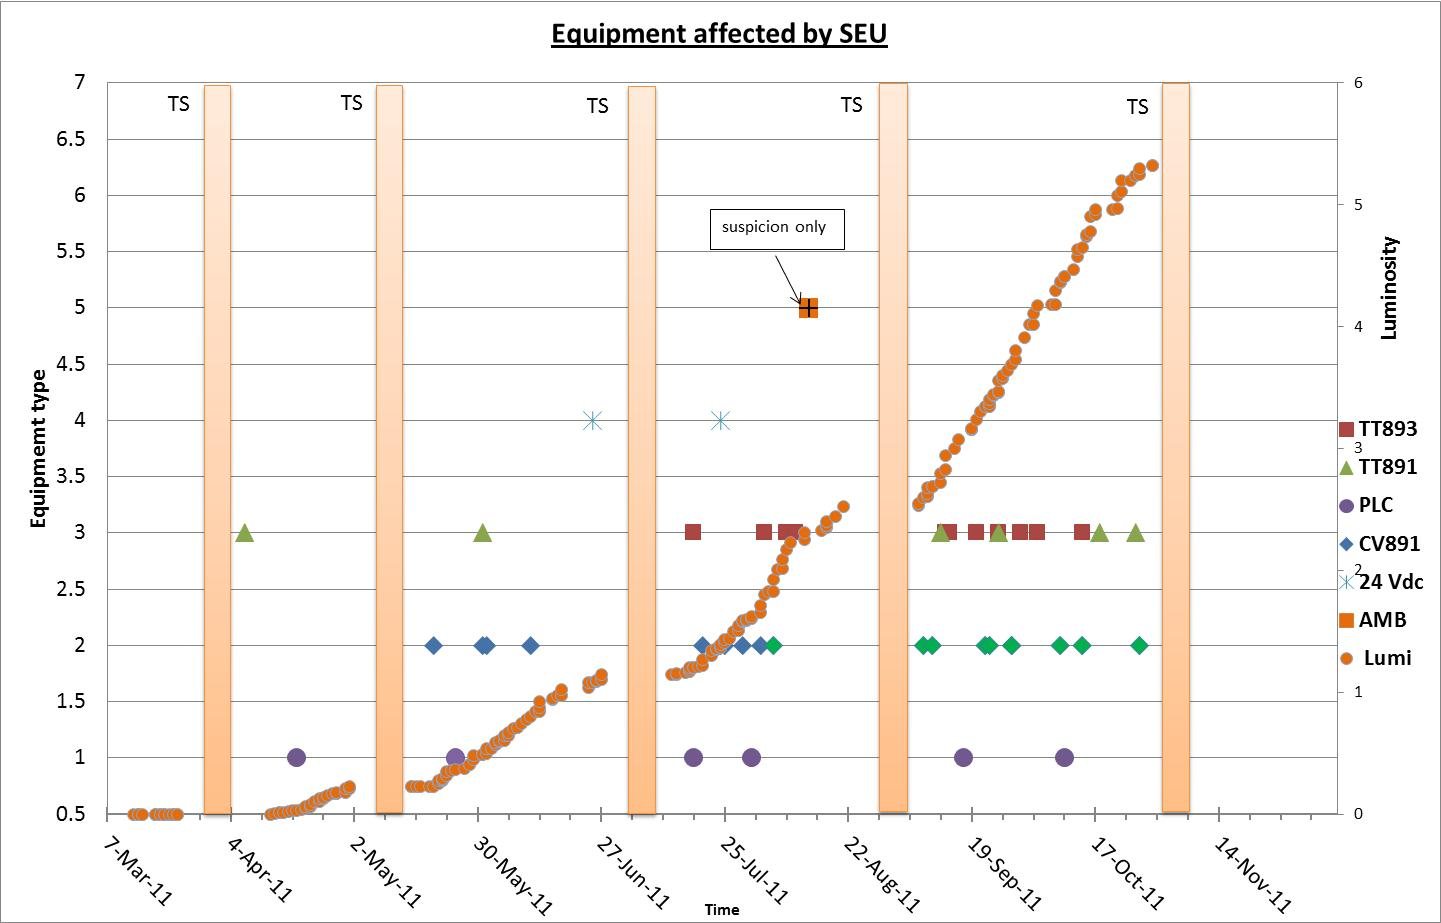 Equipment affected by SEU
TS TS TS TS TS
suspicion only
7
6.5
6
5.5
5
4.5
4
3.5
3
2.5
2
1.5
1
0.5
Equipmemt type
6
5
4
3
2
1
0
Luminosity
TT893
TT891
PLC
CV891
24 Vdc
AMB
Lumi
7-Mar-11 4-Apr-11 2-May-11 30-May-11 27-Jun-11 25-Jul-11 22-Aug-11 19-Sep-11 17-Oct-11 14-Nov-11
Time